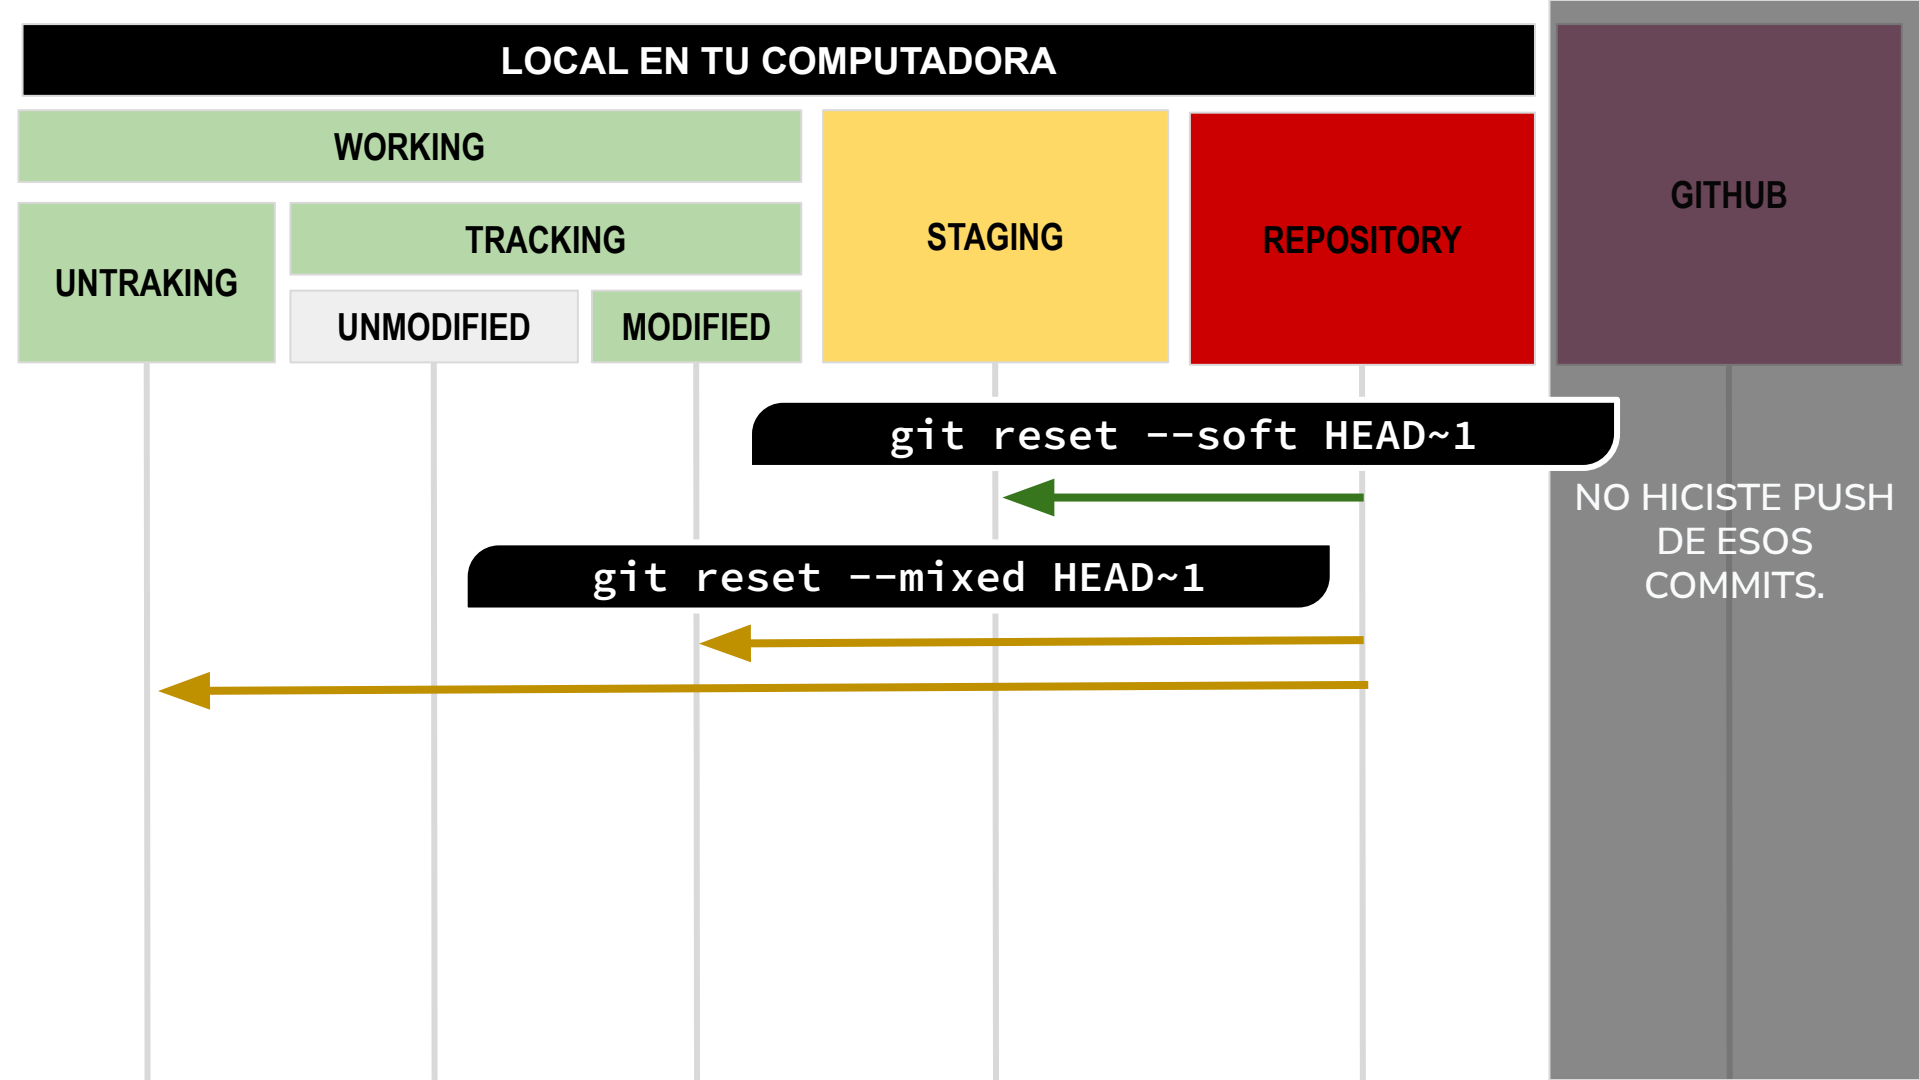 LOCAL EN TU COMPUTADORA
WORKING
STAGING
REPOSITORY
GITHUB
UNTRAKING
TRACKING
UNMODIFIED
MODIFIED
git reset --soft HEAD~1
NO HICISTE PUSH
DE ESOS
COMMITS.
git reset --mixed HEAD~1